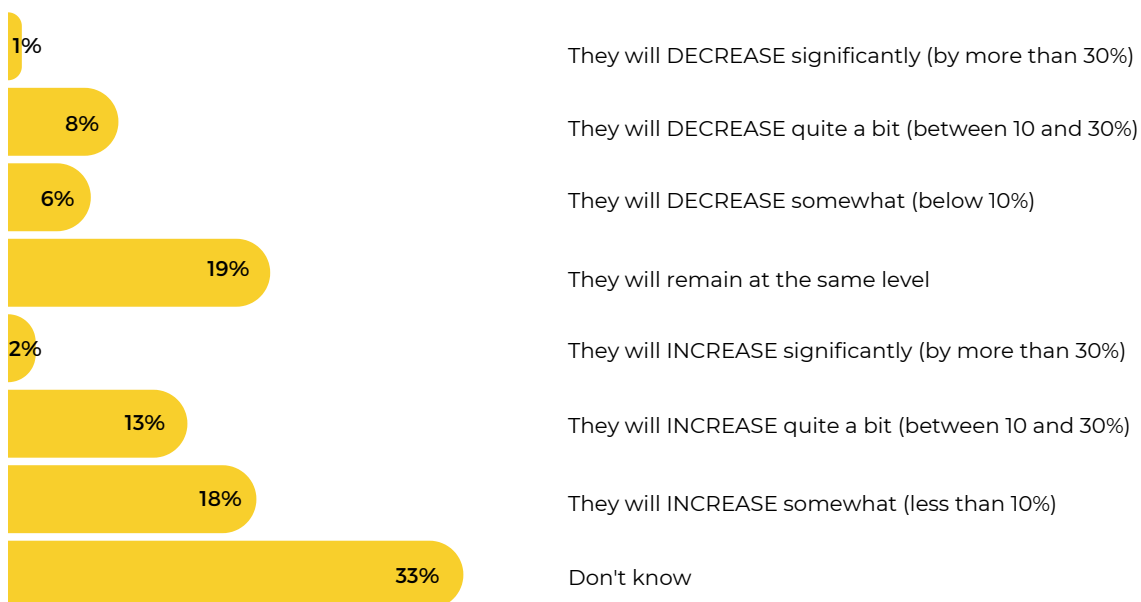 1%
They will DECREASE significantly (by more than 30%)
8%
They will DECREASE quite a bit (between 10 and 30%)
6%
They will DECREASE somewhat (below 10%)
19%
They will remain at the same level
2%
They will INCREASE significantly (by more than 30%)
13%
They will INCREASE quite a bit (between 10 and 30%)
18%
They will INCREASE somewhat (less than 10%)
33%
Don't know